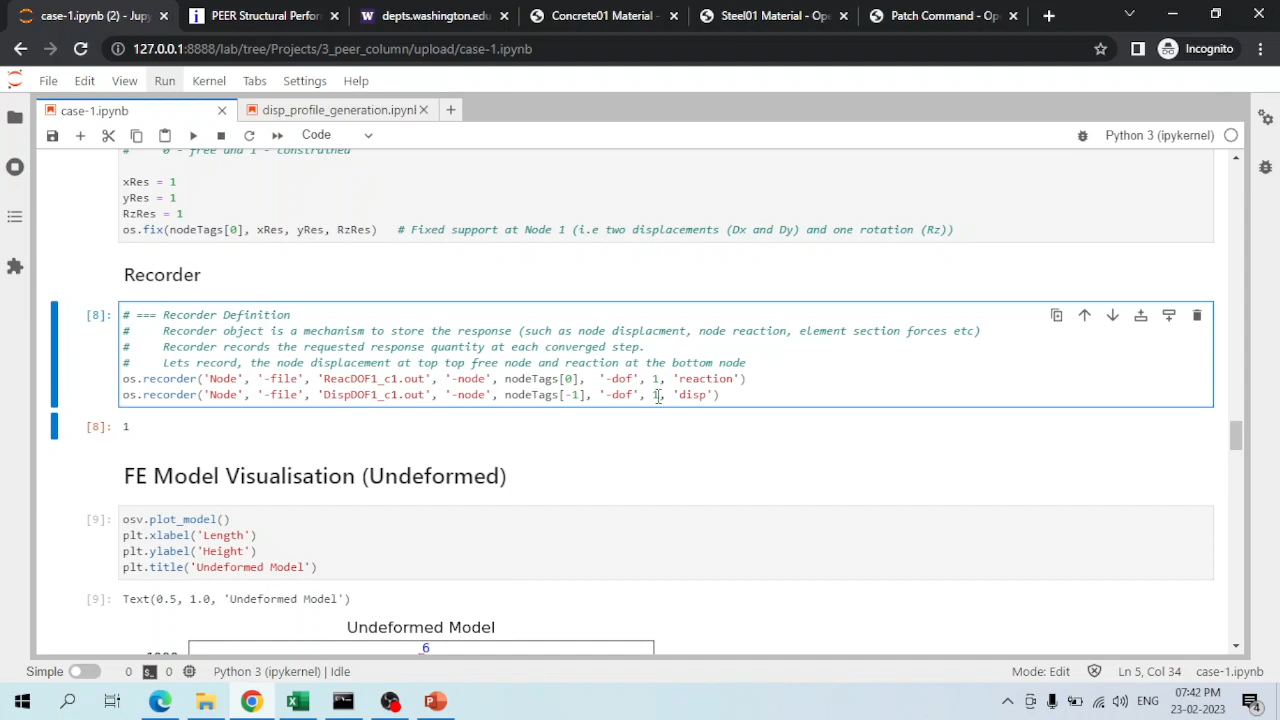 case-1.ipynb (1) - Ju
PEER Structural Perfor
depts.washington.edu
Concrete01 Material -
Steel01 Material - Ope
Patch Command - Op
127.0.0.1:8888/lab/tree/Projects/3_peer_column/upload/case-1.ipynb
Incognito
File Edit View Run Kernel Tabs Settings Help
case-1.ipynb
disp_profile_generation.ipynl
Code
Python 3 (ipykernel)
# 0 - free and 1 - constrained
xRes = 1
yRes = 1
RzRes = 1
os.fix(nodeTags[0], xRes, yRes, RzRes) # Fixed support at Node 1 (i.e two displacements (Dx and Dy) and one rotation (Rz))
Recorder
[8]: # === Recorder Definition
# Recorder object is a mechanism to store the response (such as node displacment, node reaction, element section forces etc)
# Recorder records the requested response quantity at each converged step.
# Lets record, the node displacement at top top free node and reaction at the bottom node
os.recorder('Node', '-file', 'ReacDOF1_c1.out', '-node', nodeTags[0], '-dof', 1, 'reaction')
os.recorder('Node', '-file', 'DispDOF1_c1.out', '-node', nodeTags[-1], '-dof', 1, 'disp')
[8]: 1
FE Model Visualisation (Undeformed)
[9]: osv.plot_model()
plt.xlabel('Length')
plt.ylabel('Height')
plt.title('Undeformed Model')
[9]: Text(0.5, 1.0, 'Undeformed Model')
Undeformed Model
6
Simple 0 0 Python 3 (ipykernel) | Idle
Mode: Edit Ln 5, Col 34 case-1.ipynb
ENG
07:42 PM
23-02-2023
4